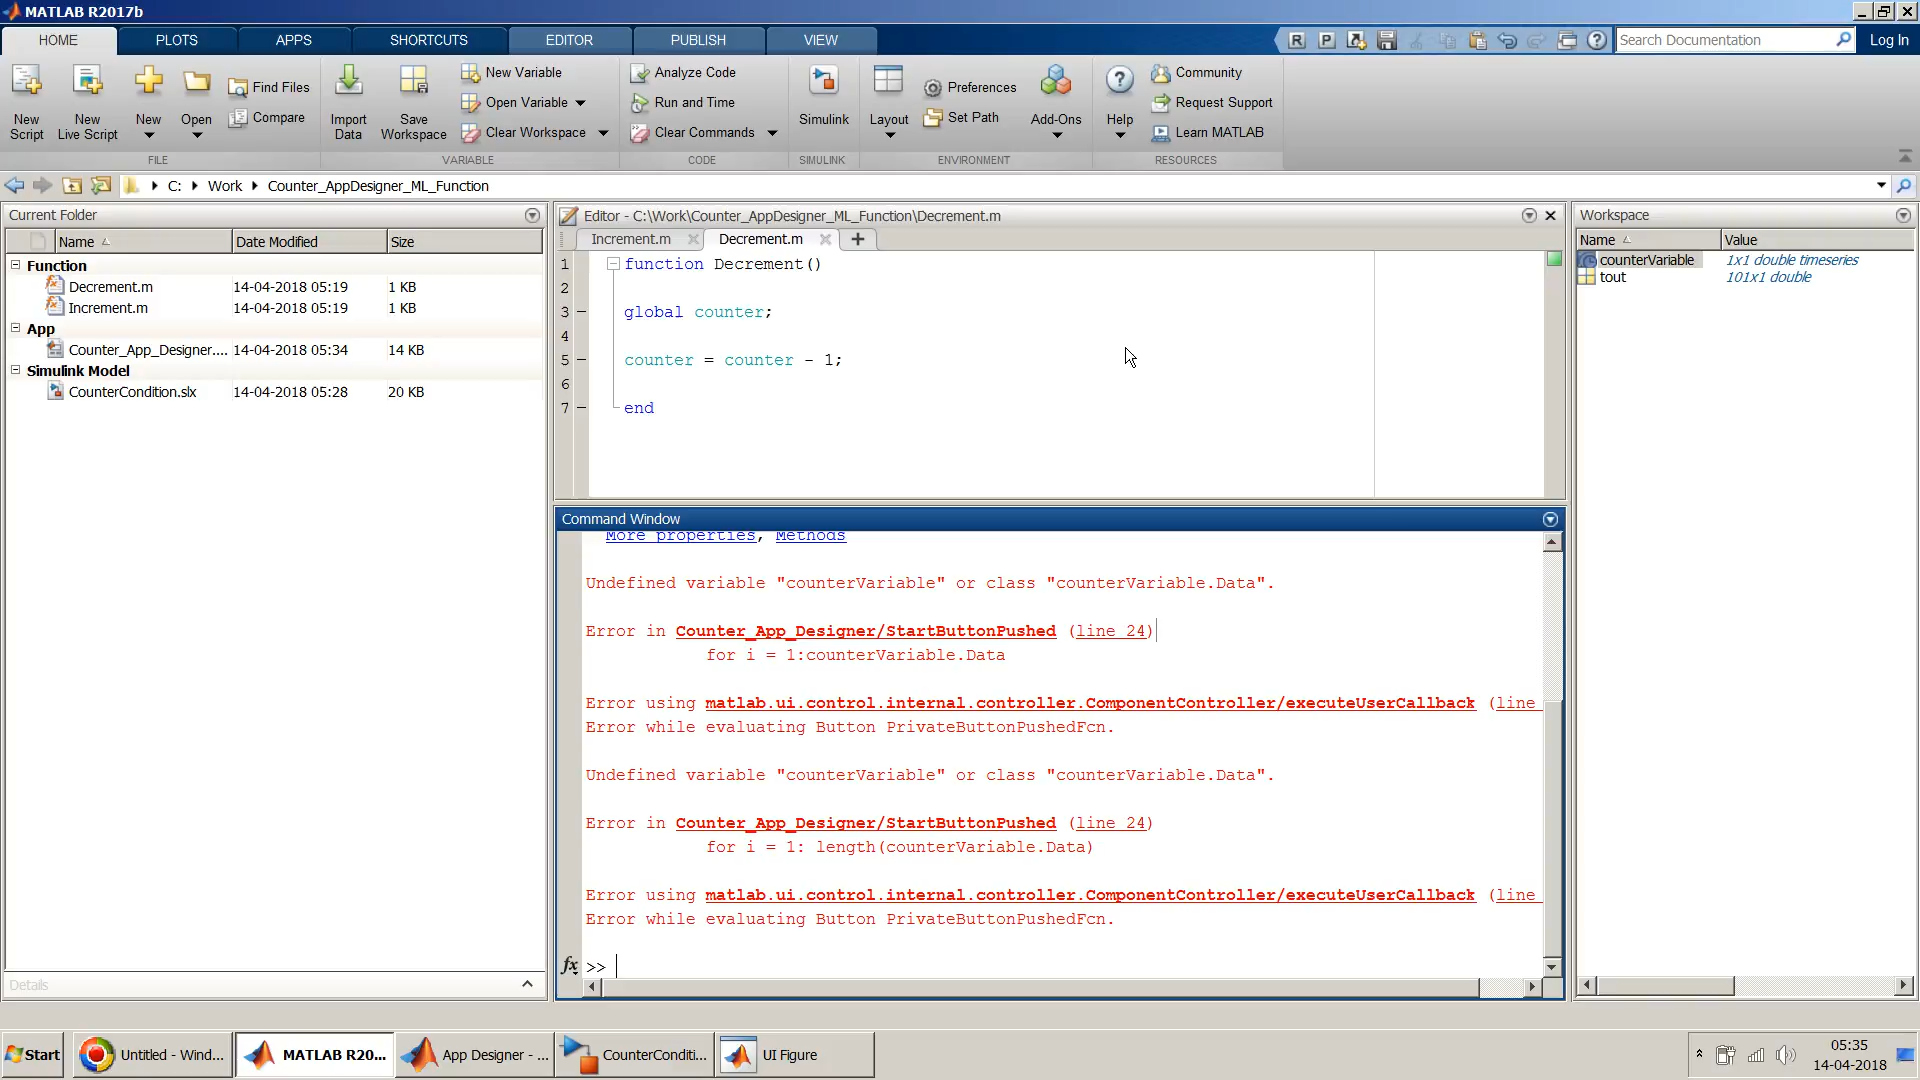 MATLAB R2017b
HOME PLOTS APPS SHORTCUTS EDITOR PUBLISH VIEW Search Documentation Log In
New Script
New Live Script
New
Open
Find Files
Compare
FILE
Import Data
Save Workspace
New Variable
Open Variable
Clear Workspace
VARIABLE
Analyze Code
Run and Time
Clear Commands
CODE
Simulink
SIMULINK
Layout
Preferences
Set Path
Add-Ons
ENVIRONMENT
Help
Community
Request Support
Learn MATLAB
RESOURCES
C: Work Counter_AppDesigner_ML_Function
Current Folder
Name Date Modified Size
Function
Decrement.m 14-04-2018 05:19 1 KB
Increment.m 14-04-2018 05:19 1 KB
App
Counter_App_Designer.... 14-04-2018 05:34 14 KB
Simulink Model
CounterCondition.slx 14-04-2018 05:28 20 KB
Details
Editor - C:\Work\Counter_AppDesigner_ML_Function\Decrement.m
Increment.m Decrement.m
1 function Decrement()
2
3 global counter;
4
5 counter = counter - 1;
6
7 end
Command Window
More properties, Methods
Undefined variable "counterVariable" or class "counterVariable.Data".
Error in Counter_App_Designer/StartButtonPushed (line 24)
for i = 1:counterVariable.Data
Error using matlab.ui.control.internal.controller.ComponentController/executeUserCallback (line
Error while evaluating Button PrivateButtonPushedFcn.
Undefined variable "counterVariable" or class "counterVariable.Data".
Error in Counter_App_Designer/StartButtonPushed (line 24)
for i = 1: length(counterVariable.Data)
Error using matlab.ui.control.internal.controller.ComponentController/executeUserCallback (line
Error while evaluating Button PrivateButtonPushedFcn.
fx >>
Workspace
Name Value
counterVariable 1x1 double timeseries
tout 101x1 double
Start Untitled - Wind... MATLAB R20... App Designer - ... CounterConditi... UI Figure
05:35
14-04-2018